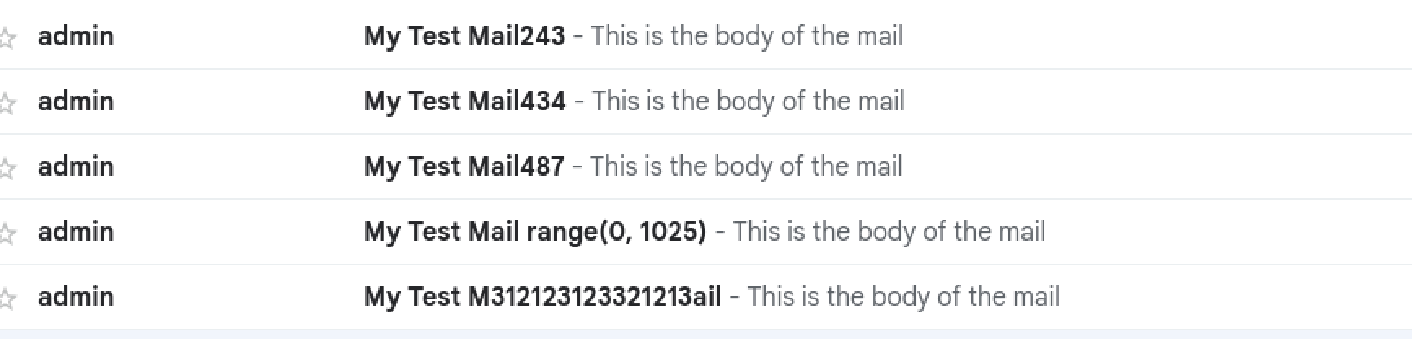 admin My Test Mail243 - This is the body of the mail
admin My Test Mail434 - This is the body of the mail
admin My Test Mail487 - This is the body of the mail
admin My Test Mail range(0, 1025) - This is the body of the mail
admin My Test M312123123321213ail - This is the body of the mail